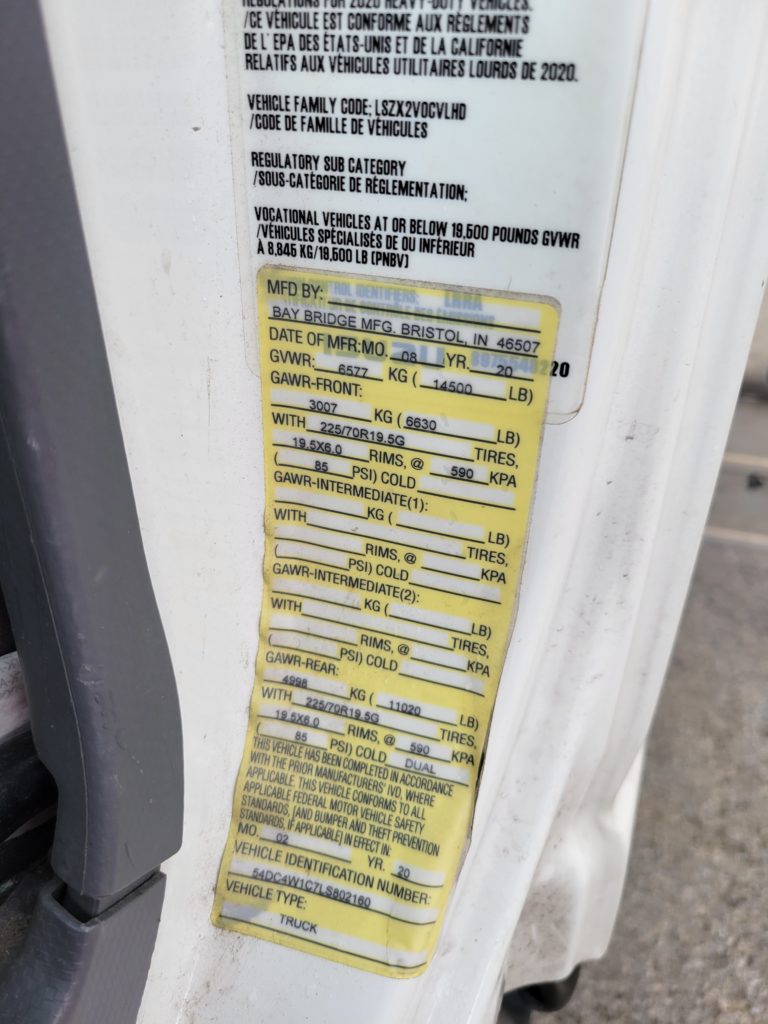 REGULATIONS FOR 2020 HEAVY-DUTY VEHICLES.
/CE VÉHICULE EST CONFORME AUX RÈGLEMENTS
DE L' EPA DES ÉTATS-UNIS ET DE LA CALIFORNIE
RELATIFS AUX VÉHICULES UTILITAIRES LOURDS DE 2020.
VEHICLE FAMILY CODE: LSZX2VOCVLHD
/CODE DE FAMILLE DE VÉHICULES
REGULATORY SUB CATEGORY
/SOUS-CATÉGORIE DE RÉGLEMENTATION;
VOCATIONAL VEHICLES AT OR BELOW 19,500 POUNDS GVWR
/VÉHICULES SPÉCIALISÉS DE OU INFÉRIEUR
À 8,845 KG/19,500 LB (PNBV)
CONTROL IDENTIFIERS:
MFD BY:
BAY BRIDGE MFG. BRISTOL, IN 46507
DATE OF MFR: MO. 08 YR. 20
GVWR: 6577 KG ( 14500 LB)
GAWR-FRONT:
3007 KG ( 6630 LB)
WITH 225/70R19.5G TIRES,
19.5X6.0 RIMS, @ 590 KPA
( 85 PSI) COLD
GAWR-INTERMEDIATE(1):
KG ( LB)
WITH TIRES,
RIMS, @ KPA
( PSI) COLD
GAWR-INTERMEDIATE(2):
KG ( LB)
WITH TIRES,
RIMS, @ KPA
( PSI) COLD
GAWR-REAR:
4998 KG ( 11020 LB)
WITH 225/70R19.5G TIRES,
19.5X6.0 RIMS, @ 590 KPA
( 85 PSI) COLD DUAL
THIS VEHICLE HAS BEEN COMPLETED IN ACCORDANCE
WITH THE PRIOR MANUFACTURERS' IVD, WHERE
APPLICABLE. THIS VEHICLE CONFORMS TO ALL
APPLICABLE FEDERAL MOTOR VEHICLE SAFETY
STANDARDS, [AND BUMPER AND THEFT PREVENTION
STANDARDS, IF APPLICABLE] IN EFFECT IN:
MO. 02 YR. 20
VEHICLE IDENTIFICATION NUMBER:
54DC4W1C7LS802160
VEHICLE TYPE:
TRUCK